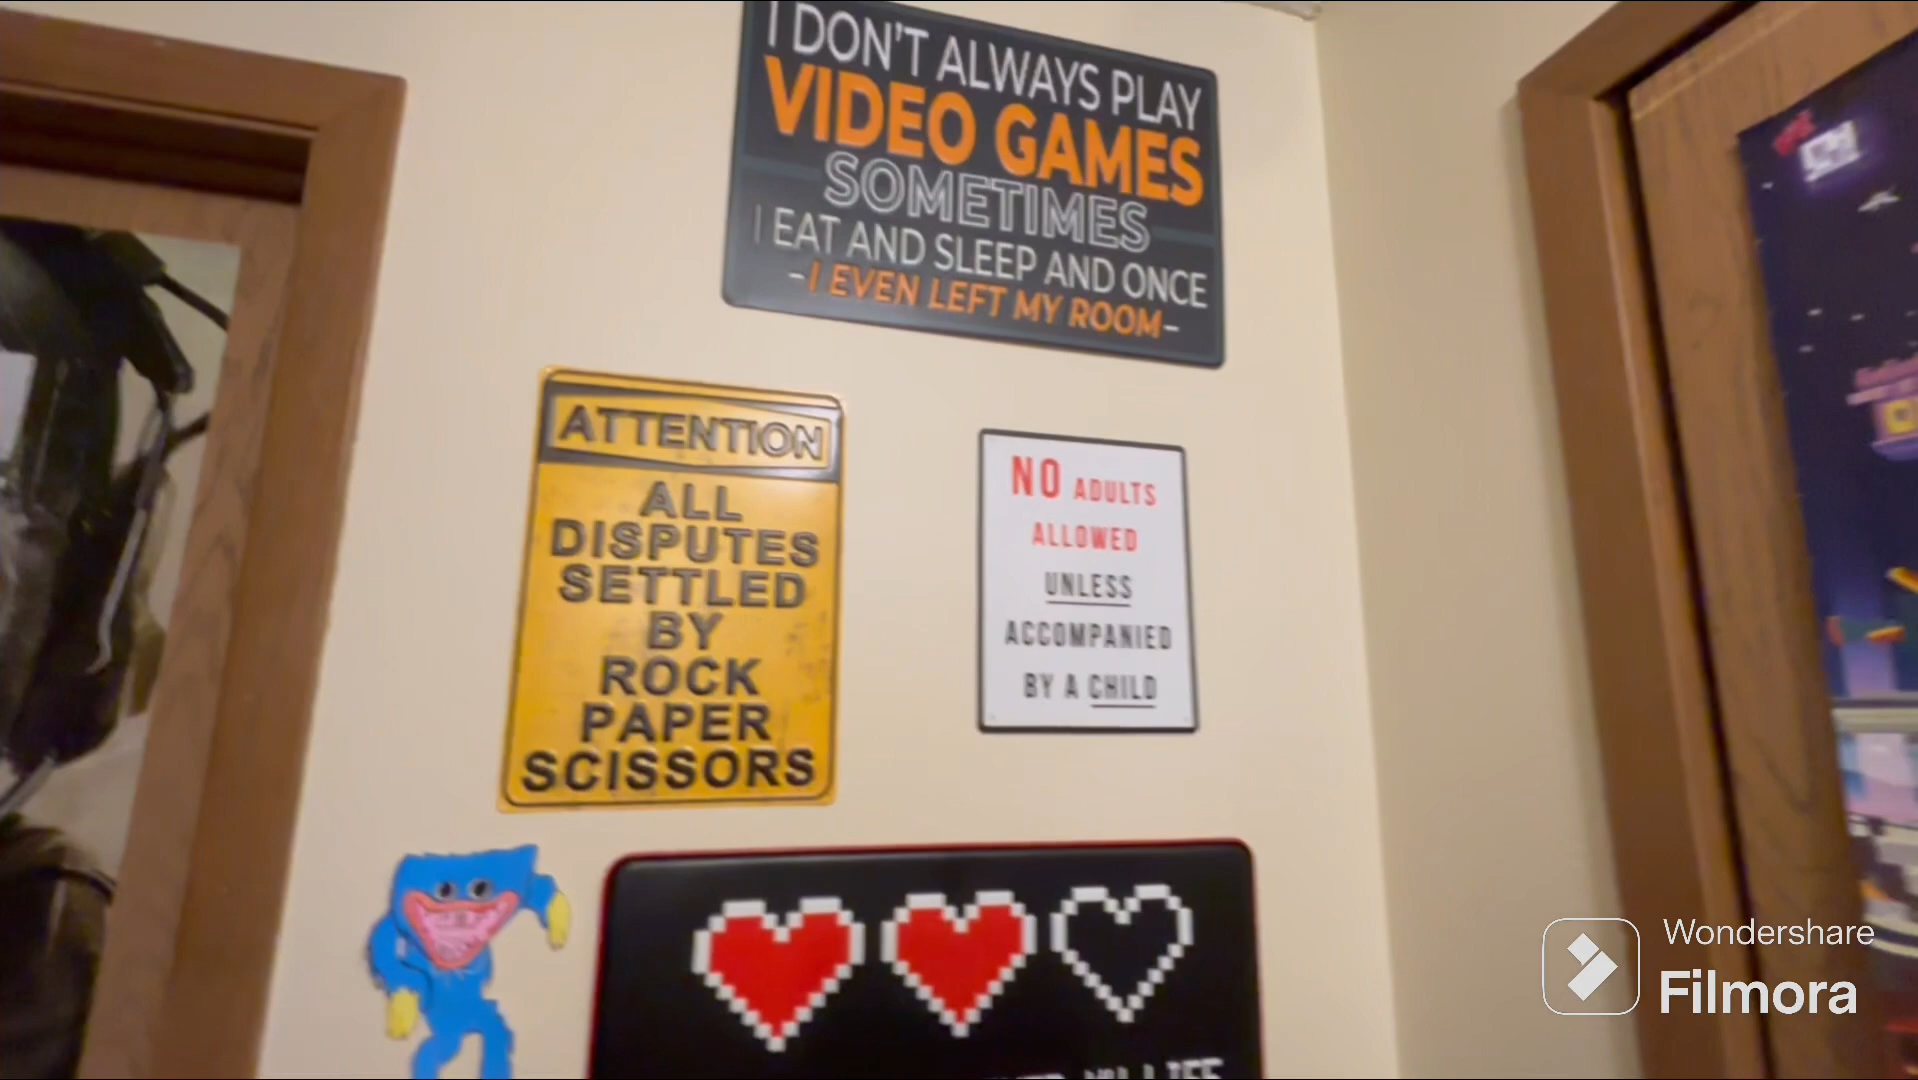 I DON'T ALWAYS PLAY
VIDEO GAMES
SOMETIMES
I EAT AND SLEEP AND ONCE
-I EVEN LEFT MY ROOM-
ATTENTION
ALL
DISPUTES
SETTLED
BY
ROCK
PAPER
SCISSORS
NO ADULTS
ALLOWED
UNLESS
ACCOMPANIED
BY A CHILD
Wondershare
Filmora